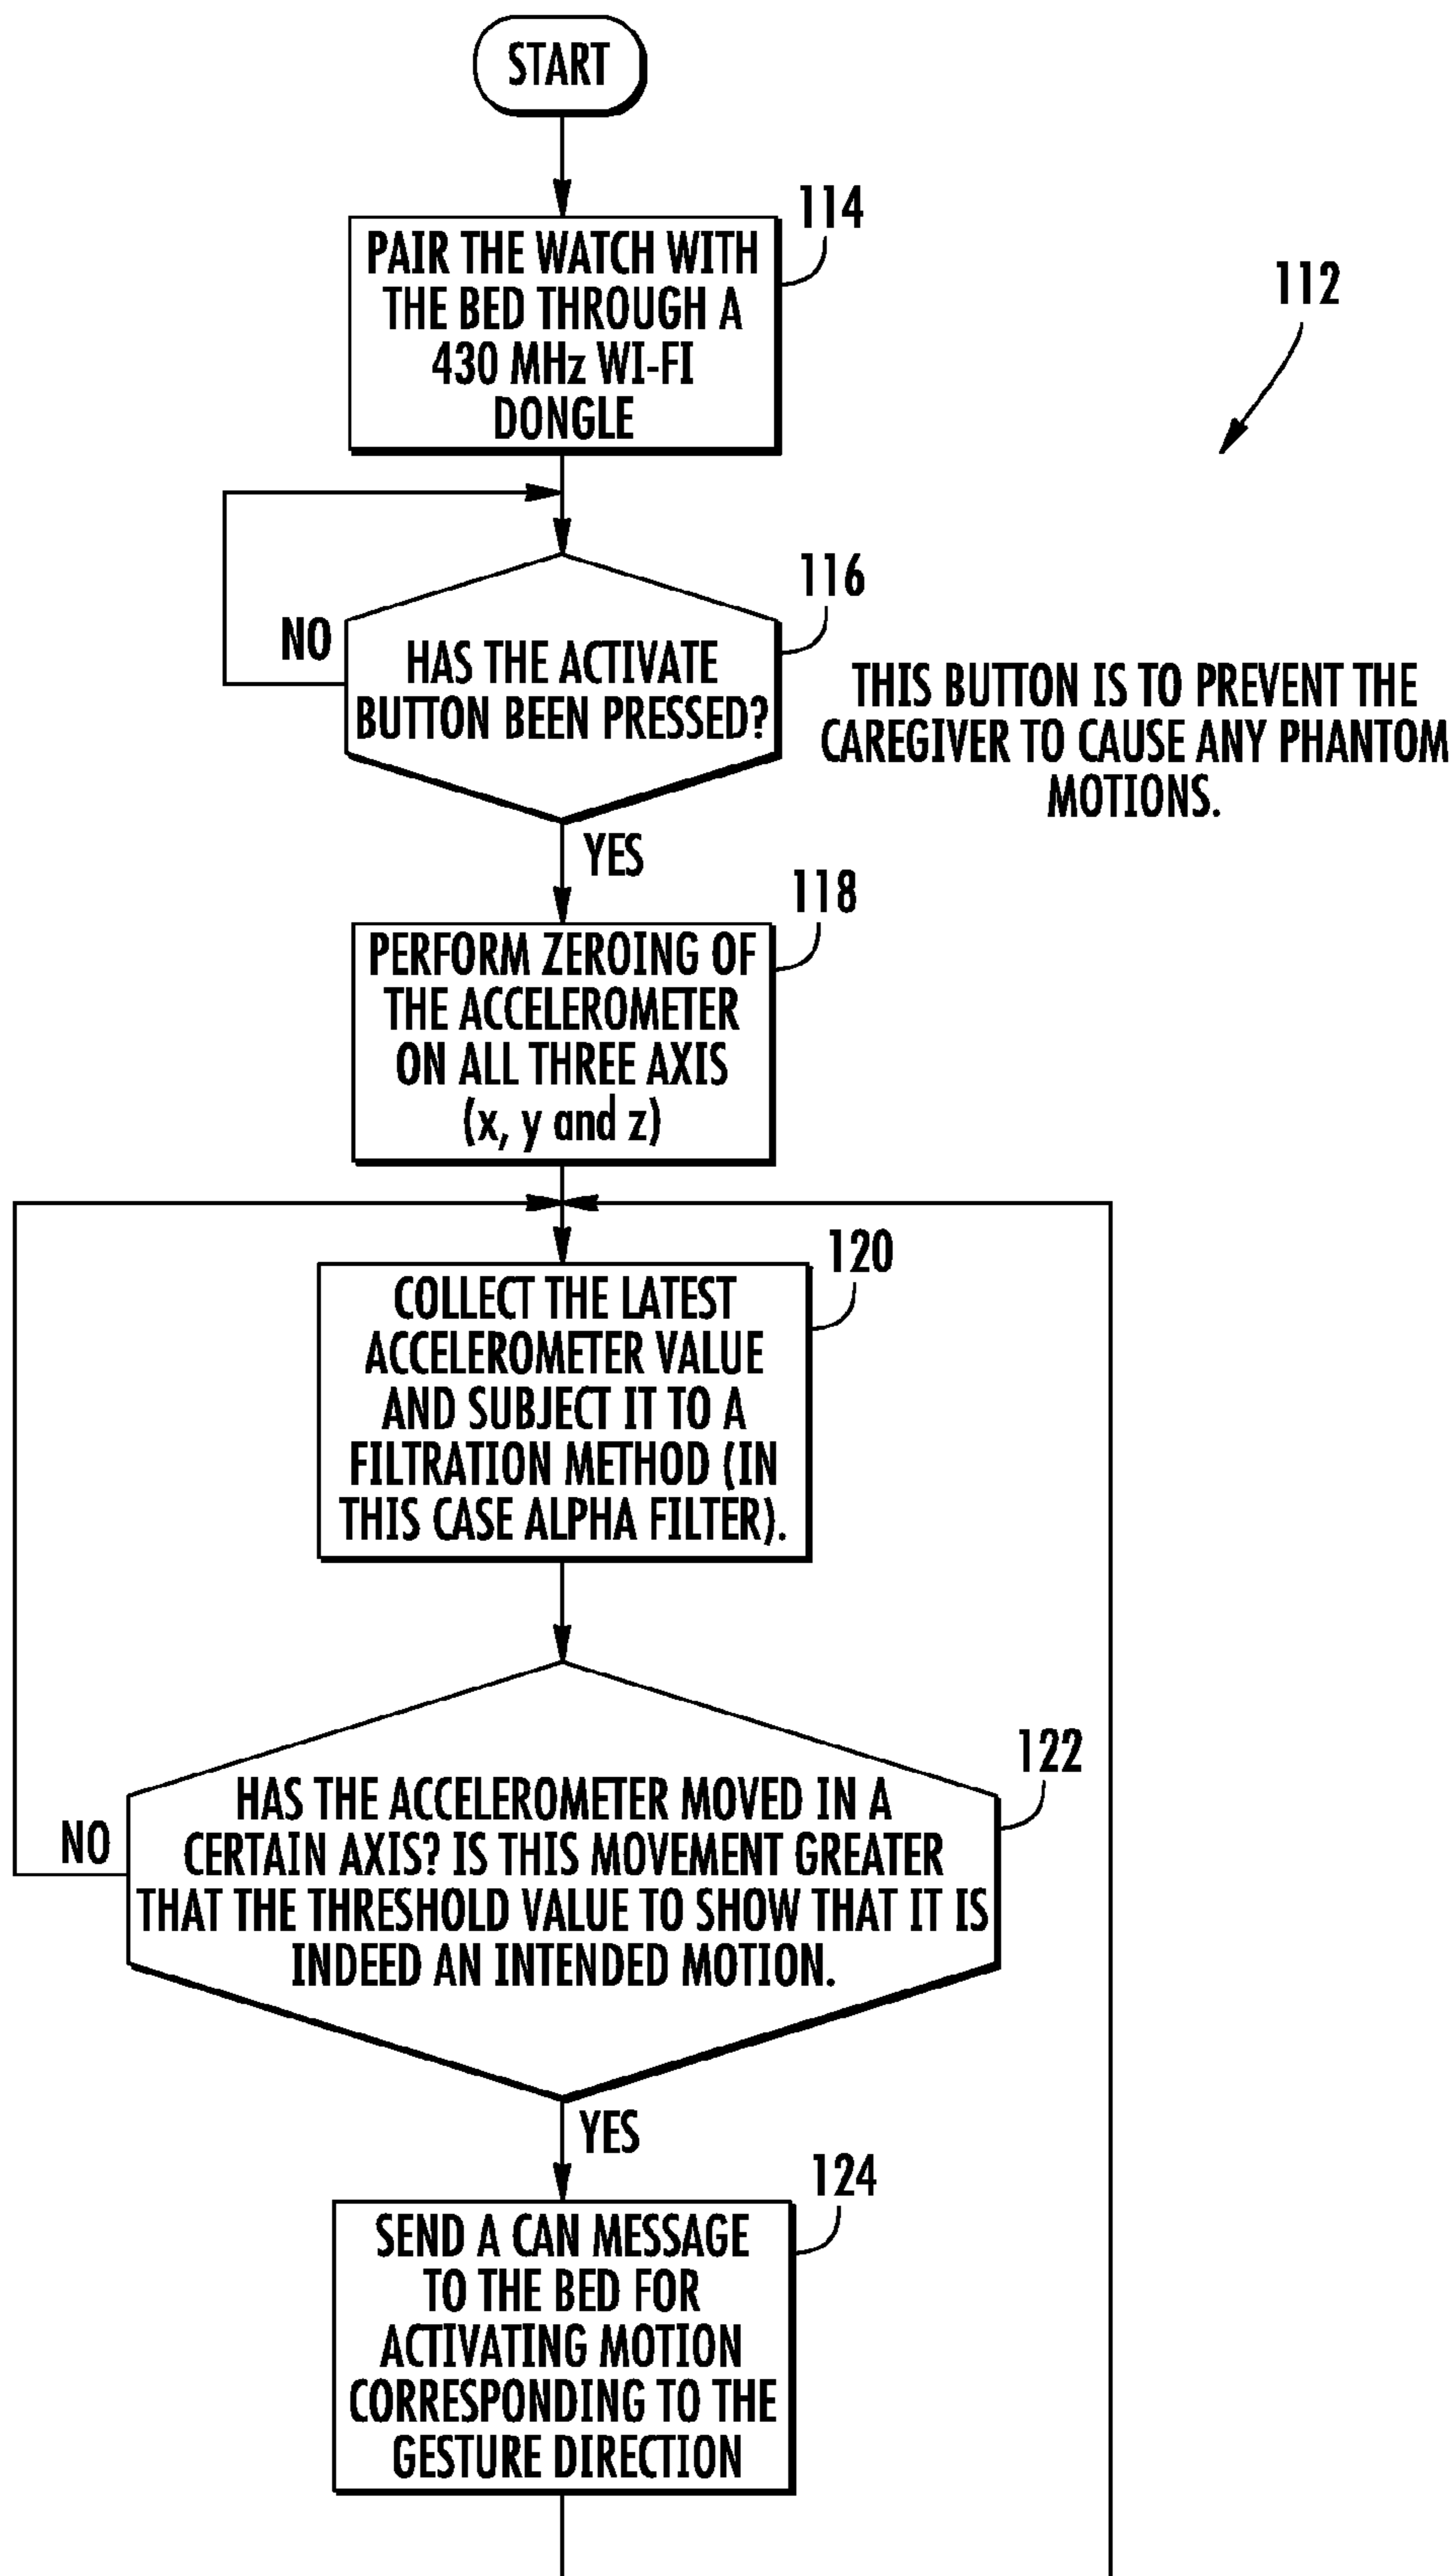 START
114
PAIR THE WATCH WITH
THE BED THROUGH A
430 MHz WI-FI
DONGLE
112
116
NO
HAS THE ACTIVATE
BUTTON BEEN PRESSED?
THIS BUTTON IS TO PREVENT THE
CAREGIVER TO CAUSE ANY PHANTOM
MOTIONS.
YES
118
PERFORM ZEROING OF
THE ACCELEROMETER
ON ALL THREE AXIS
(x, y and z)
120
COLLECT THE LATEST
ACCELEROMETER VALUE
AND SUBJECT IT TO A
FILTRATION METHOD (IN
THIS CASE ALPHA FILTER).
122
NO
HAS THE ACCELEROMETER MOVED IN A
CERTAIN AXIS? IS THIS MOVEMENT GREATER
THAT THE THRESHOLD VALUE TO SHOW THAT IT IS
INDEED AN INTENDED MOTION.
YES
124
SEND A CAN MESSAGE
TO THE BED FOR
ACTIVATING MOTION
CORRESPONDING TO THE
GESTURE DIRECTION